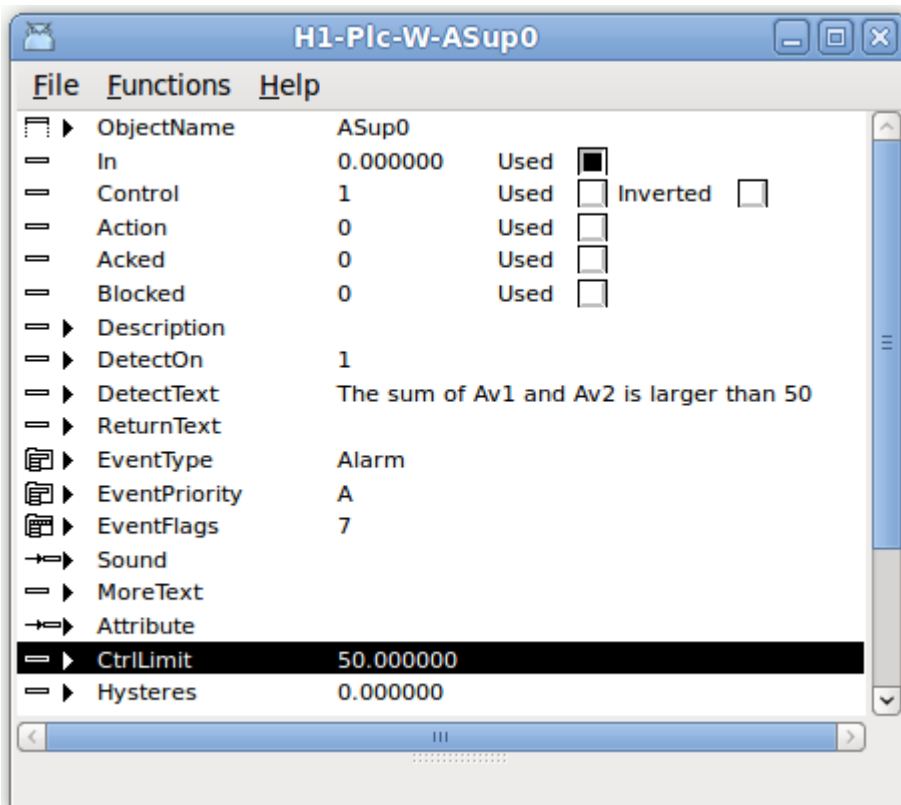 H1-Plc-W-ASup0
File Functions Help
ObjectName ASup0
In 0.000000 Used
Control 1 Used Inverted
Action 0 Used
Acked 0 Used
Blocked 0 Used
Description
DetectOn 1
DetectText The sum of Av1 and Av2 is larger than 50
ReturnText
EventType Alarm
EventPriority A
EventFlags 7
Sound
MoreText
Attribute
CtrlLimit 50.000000
Hysteres 0.000000